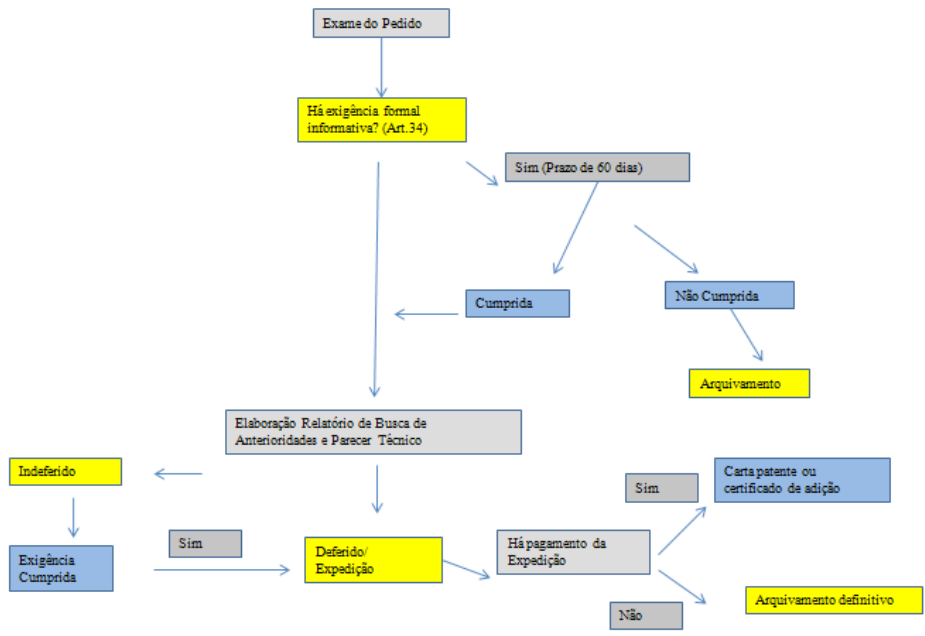 Exame do Pedido
Há exigência formal
informativa? (Art.34)
Sim (Prazo de 60 dias)
Cumprida
Não Cumprida
Arquivamento
Elaboração Relatório de Busca de
Anterioridades e Parecer Técnico
Indeferido
Sim
Carta patente ou
certificado de adição
Sim
Exigência
Cumprida
Deferido/
Expedição
Há pagamento da
Expedição
Não
Arquivamento definitivo